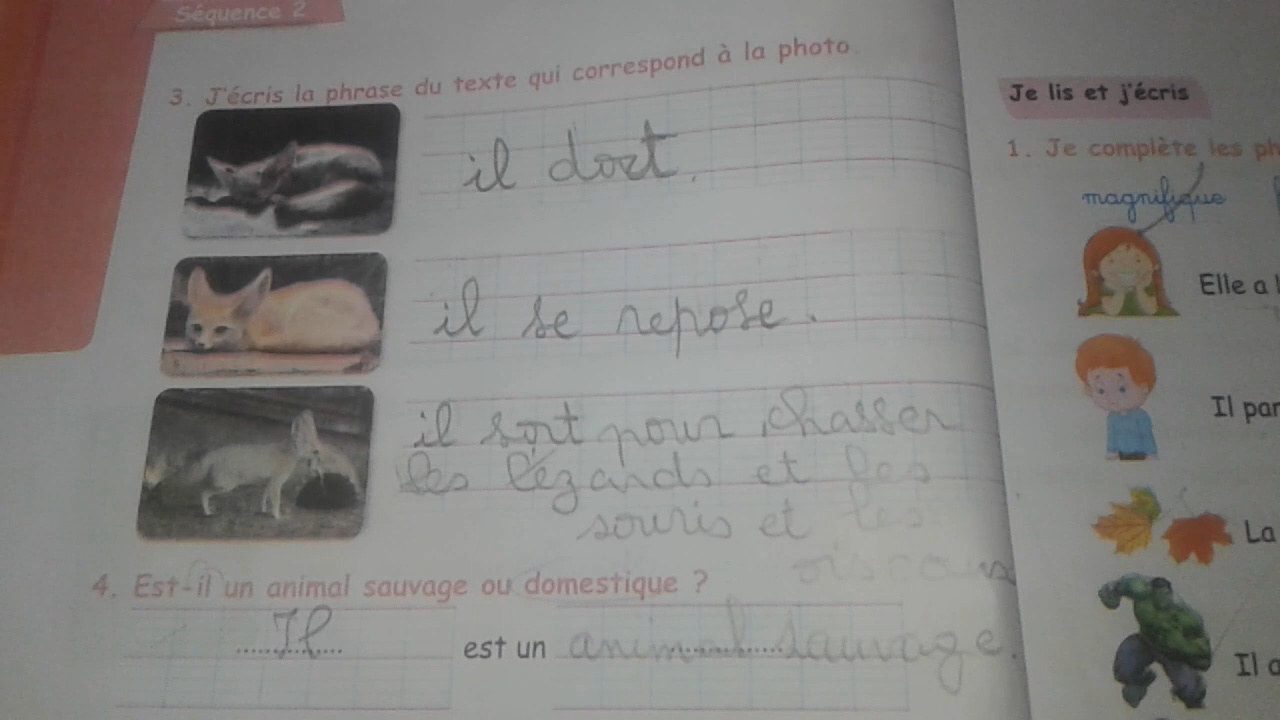 Séquence 2
3. J'écris la phrase du texte qui correspond à la photo.
il dort.
il se repose.
il sort pour chasser
les lézards et les
souris et les
oiseaux
4. Est-il un animal sauvage ou domestique ?
Il est un animal sauvage.
Je lis et j'écris
1. Je complète les ph
magnifique
Elle a l
Il par
La
Il a